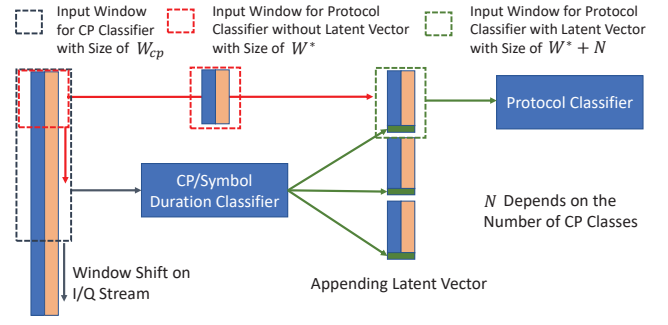 Input Window
for CP Classifier
with Size of W_cp
Input Window for Protocol
Classifier without Latent Vector
with Size of W*
Input Window for Protocol
Classifier with Latent Vector
with Size of W* + N
Protocol Classifier
CP/Symbol
Duration Classifier
N Depends on the
Number of CP Classes
Window Shift on
I/Q Stream
Appending Latent Vector